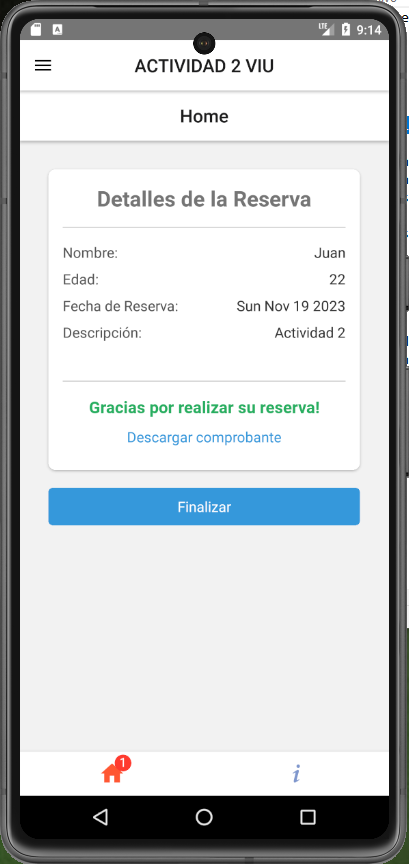 LTE 9:14
ACTIVIDAD 2 VIU
Home
Detalles de la Reserva
Nombre: Juan
Edad: 22
Fecha de Reserva: Sun Nov 19 2023
Descripción: Actividad 2
Gracias por realizar su reserva!
Descargar comprobante
Finalizar
1
i